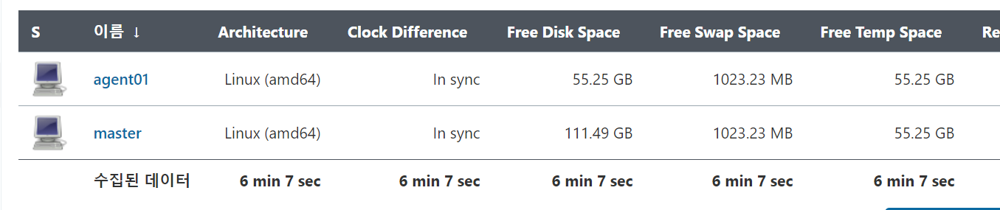 S 이름 ↓ Architecture Clock Difference Free Disk Space Free Swap Space Free Temp Space Re
agent01 Linux (amd64) In sync 55.25 GB 1023.23 MB 55.25 GB
master Linux (amd64) In sync 111.49 GB 1023.23 MB 55.25 GB
수집된 데이터 6 min 7 sec 6 min 7 sec 6 min 7 sec 6 min 7 sec 6 min 7 sec